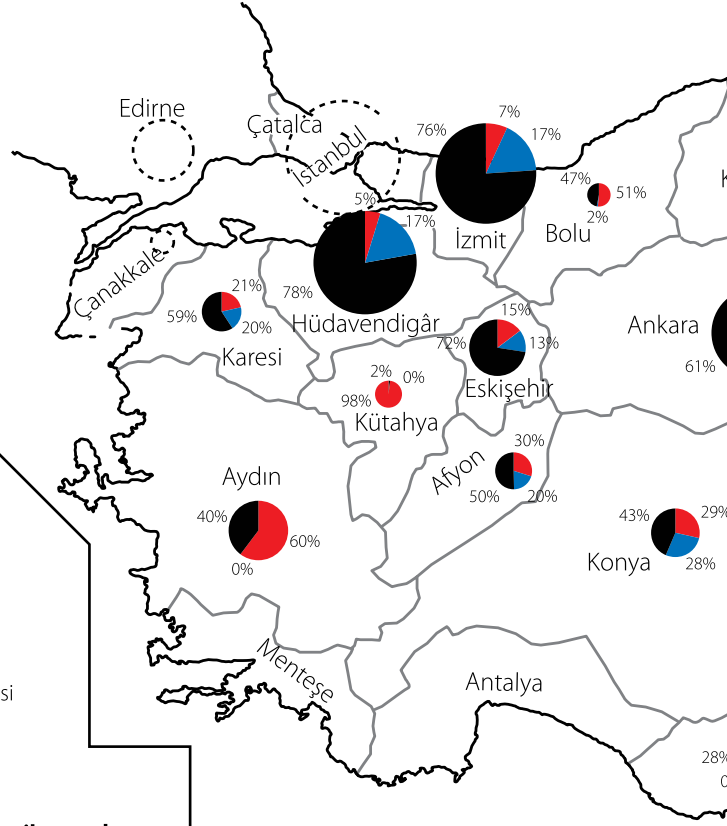 Edirne
Çatalca
İstanbul
76%
7%
17%
İzmit
47%
51%
2%
Bolu
Çanakkale
5%
17%
78%
Hüdavendigâr
21%
59%
20%
Karesi
15%
72%
13%
Eskişehir
Ankara
61%
2%
0%
98%
Kütahya
30%
Afyon
50%
20%
Aydın
40%
60%
0%
43%
29%
Konya
28%
Menteşe
Antalya
si
28%